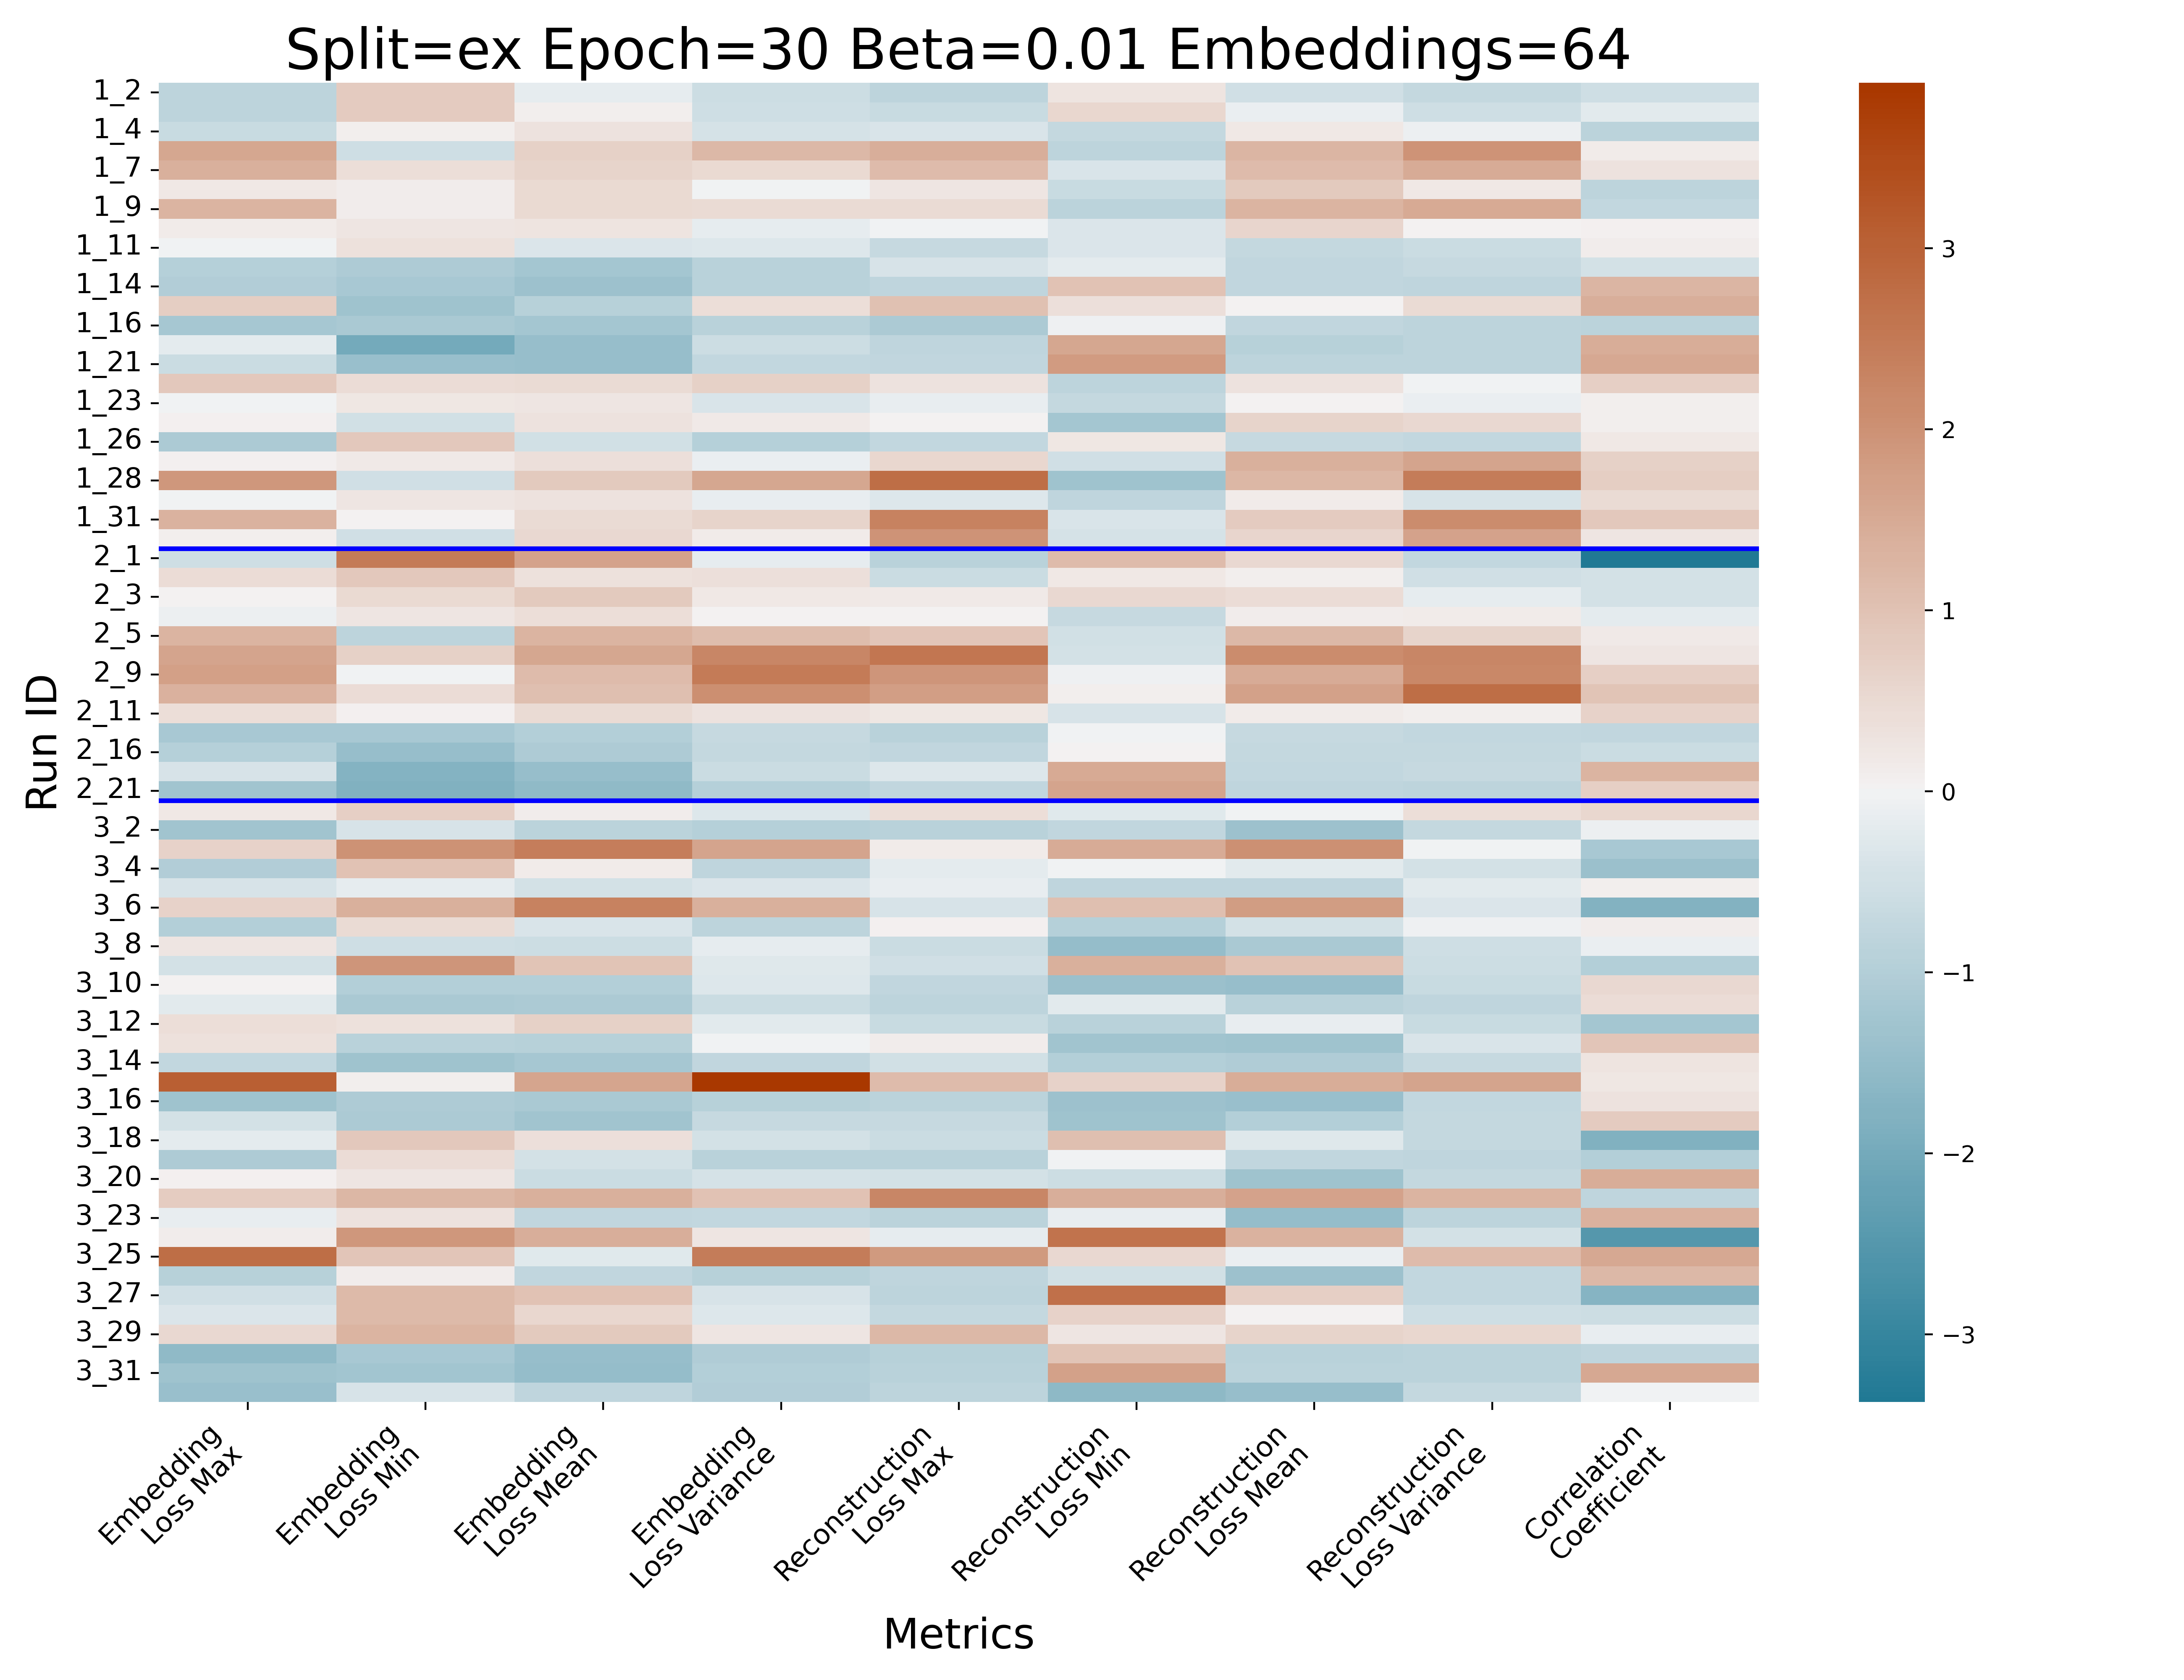 Split=ex Epoch=30 Beta=0.01 Embeddings=64
Run ID
1_2
1_4
1_7
1_9
1_11
1_14
1_16
1_21
1_23
1_26
1_28
1_31
2_1
2_3
2_5
2_9
2_11
2_16
2_21
3_2
3_4
3_6
3_8
3_10
3_12
3_14
3_16
3_18
3_20
3_23
3_25
3_27
3_29
3_31
Embedding
Loss Max
Embedding
Loss Min
Embedding
Loss Mean
Embedding
Loss Variance
Reconstruction
Loss Max
Reconstruction
Loss Min
Reconstruction
Loss Mean
Reconstruction
Loss Variance
Correlation
Coefficient
Metrics
3
2
1
0
−1
−2
−3